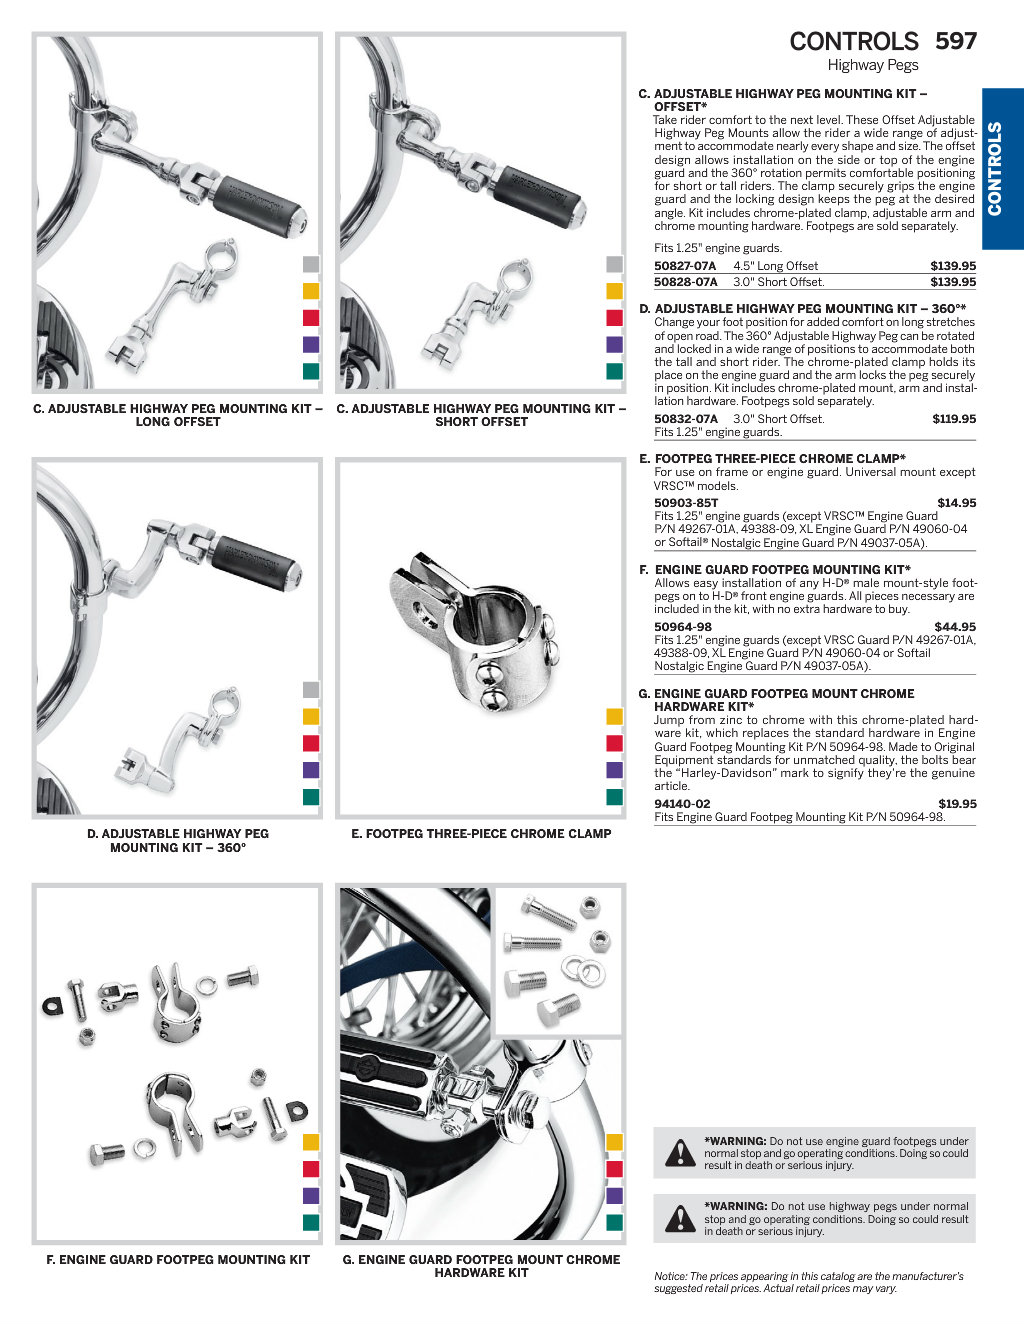 CONTROLS 597
Highway Pegs
CONTROLS
C. ADJUSTABLE HIGHWAY PEG MOUNTING KIT –
LONG OFFSET
C. ADJUSTABLE HIGHWAY PEG MOUNTING KIT –
SHORT OFFSET
D. ADJUSTABLE HIGHWAY PEG
MOUNTING KIT – 360°
E. FOOTPEG THREE-PIECE CHROME CLAMP
F. ENGINE GUARD FOOTPEG MOUNTING KIT
G. ENGINE GUARD FOOTPEG MOUNT CHROME
HARDWARE KIT
C. ADJUSTABLE HIGHWAY PEG MOUNTING KIT –
OFFSET*
Take rider comfort to the next level. These Offset Adjustable
Highway Peg Mounts allow the rider a wide range of adjust-
ment to accommodate nearly every shape and size. The offset
design allows installation on the side or top of the engine
guard and the 360° rotation permits comfortable positioning
for short or tall riders. The clamp securely grips the engine
guard and the locking design keeps the peg at the desired
angle. Kit includes chrome-plated clamp, adjustable arm and
chrome mounting hardware. Footpegs are sold separately.
Fits 1.25" engine guards.
50827-07A 4.5" Long Offset $139.95
50828-07A 3.0" Short Offset. $139.95
D. ADJUSTABLE HIGHWAY PEG MOUNTING KIT – 360°*
Change your foot position for added comfort on long stretches
of open road. The 360° Adjustable Highway Peg can be rotated
and locked in a wide range of positions to accommodate both
the tall and short rider. The chrome-plated clamp holds its
place on the engine guard and the arm locks the peg securely
in position. Kit includes chrome-plated mount, arm and instal-
lation hardware. Footpegs sold separately.
50832-07A 3.0" Short Offset. $119.95
Fits 1.25" engine guards.
E. FOOTPEG THREE-PIECE CHROME CLAMP*
For use on frame or engine guard. Universal mount except
VRSC™ models.
50903-85T $14.95
Fits 1.25" engine guards (except VRSC™ Engine Guard
P/N 49267-01A, 49388-09, XL Engine Guard P/N 49060-04
or Softail® Nostalgic Engine Guard P/N 49037-05A).
F. ENGINE GUARD FOOTPEG MOUNTING KIT*
Allows easy installation of any H-D® male mount-style foot-
pegs on to H-D® front engine guards. All pieces necessary are
included in the kit, with no extra hardware to buy.
50964-98 $44.95
Fits 1.25" engine guards (except VRSC Guard P/N 49267-01A,
49388-09, XL Engine Guard P/N 49060-04 or Softail
Nostalgic Engine Guard P/N 49037-05A).
G. ENGINE GUARD FOOTPEG MOUNT CHROME
HARDWARE KIT*
Jump from zinc to chrome with this chrome-plated hard-
ware kit, which replaces the standard hardware in Engine
Guard Footpeg Mounting Kit P/N 50964-98. Made to Original
Equipment standards for unmatched quality, the bolts bear
the “Harley-Davidson” mark to signify they’re the genuine
article.
94140-02 $19.95
Fits Engine Guard Footpeg Mounting Kit P/N 50964-98.
*WARNING: Do not use engine guard footpegs under
normal stop and go operating conditions. Doing so could
result in death or serious injury.
*WARNING: Do not use highway pegs under normal
stop and go operating conditions. Doing so could result
in death or serious injury.
Notice: The prices appearing in this catalog are the manufacturer’s
suggested retail prices. Actual retail prices may vary.